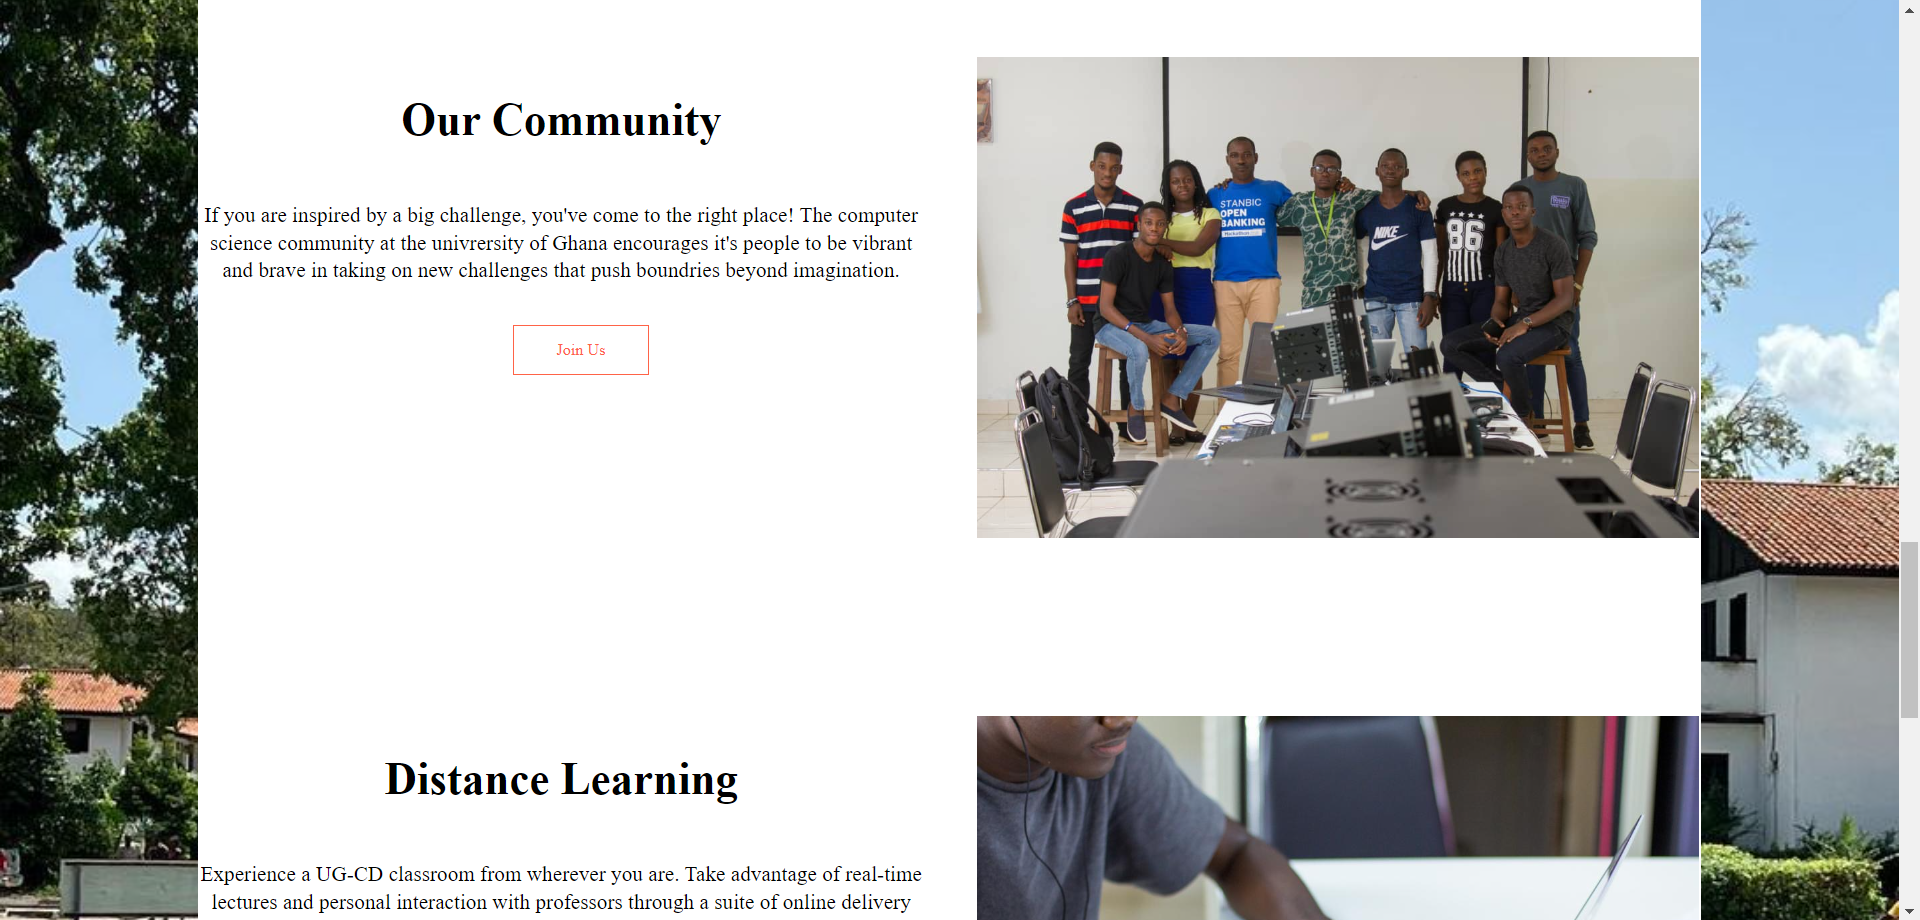 Our Community
If you are inspired by a big challenge, you've come to the right place! The computer
science community at the univrersity of Ghana encourages it's people to be vibrant
and brave in taking on new challenges that push boundries beyond imagination.
Join Us
STANBIC
OPEN
BANKING
Hackathon
NIKE
86
Distance Learning
Experience a UG-CD classroom from wherever you are. Take advantage of real-time
lectures and personal interaction with professors through a suite of online delivery